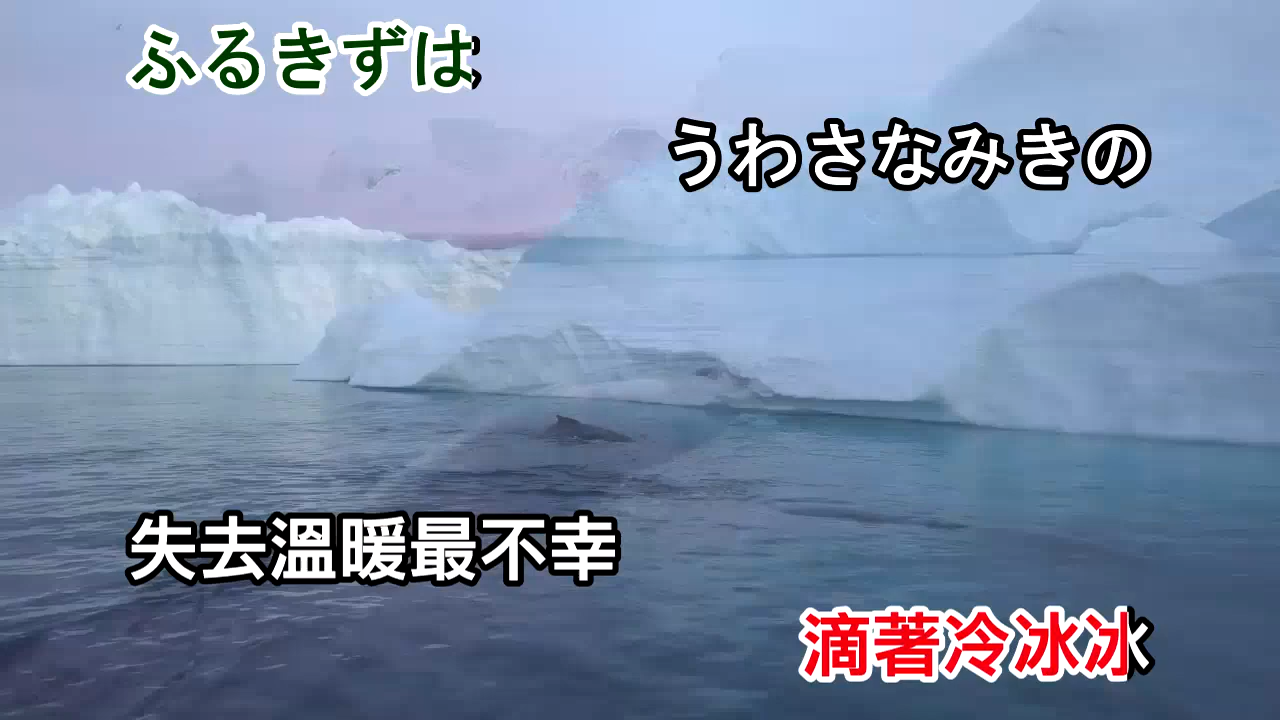 ふるきずは
うわさなみきの
失去溫暖最不幸
滴著冷冰冰